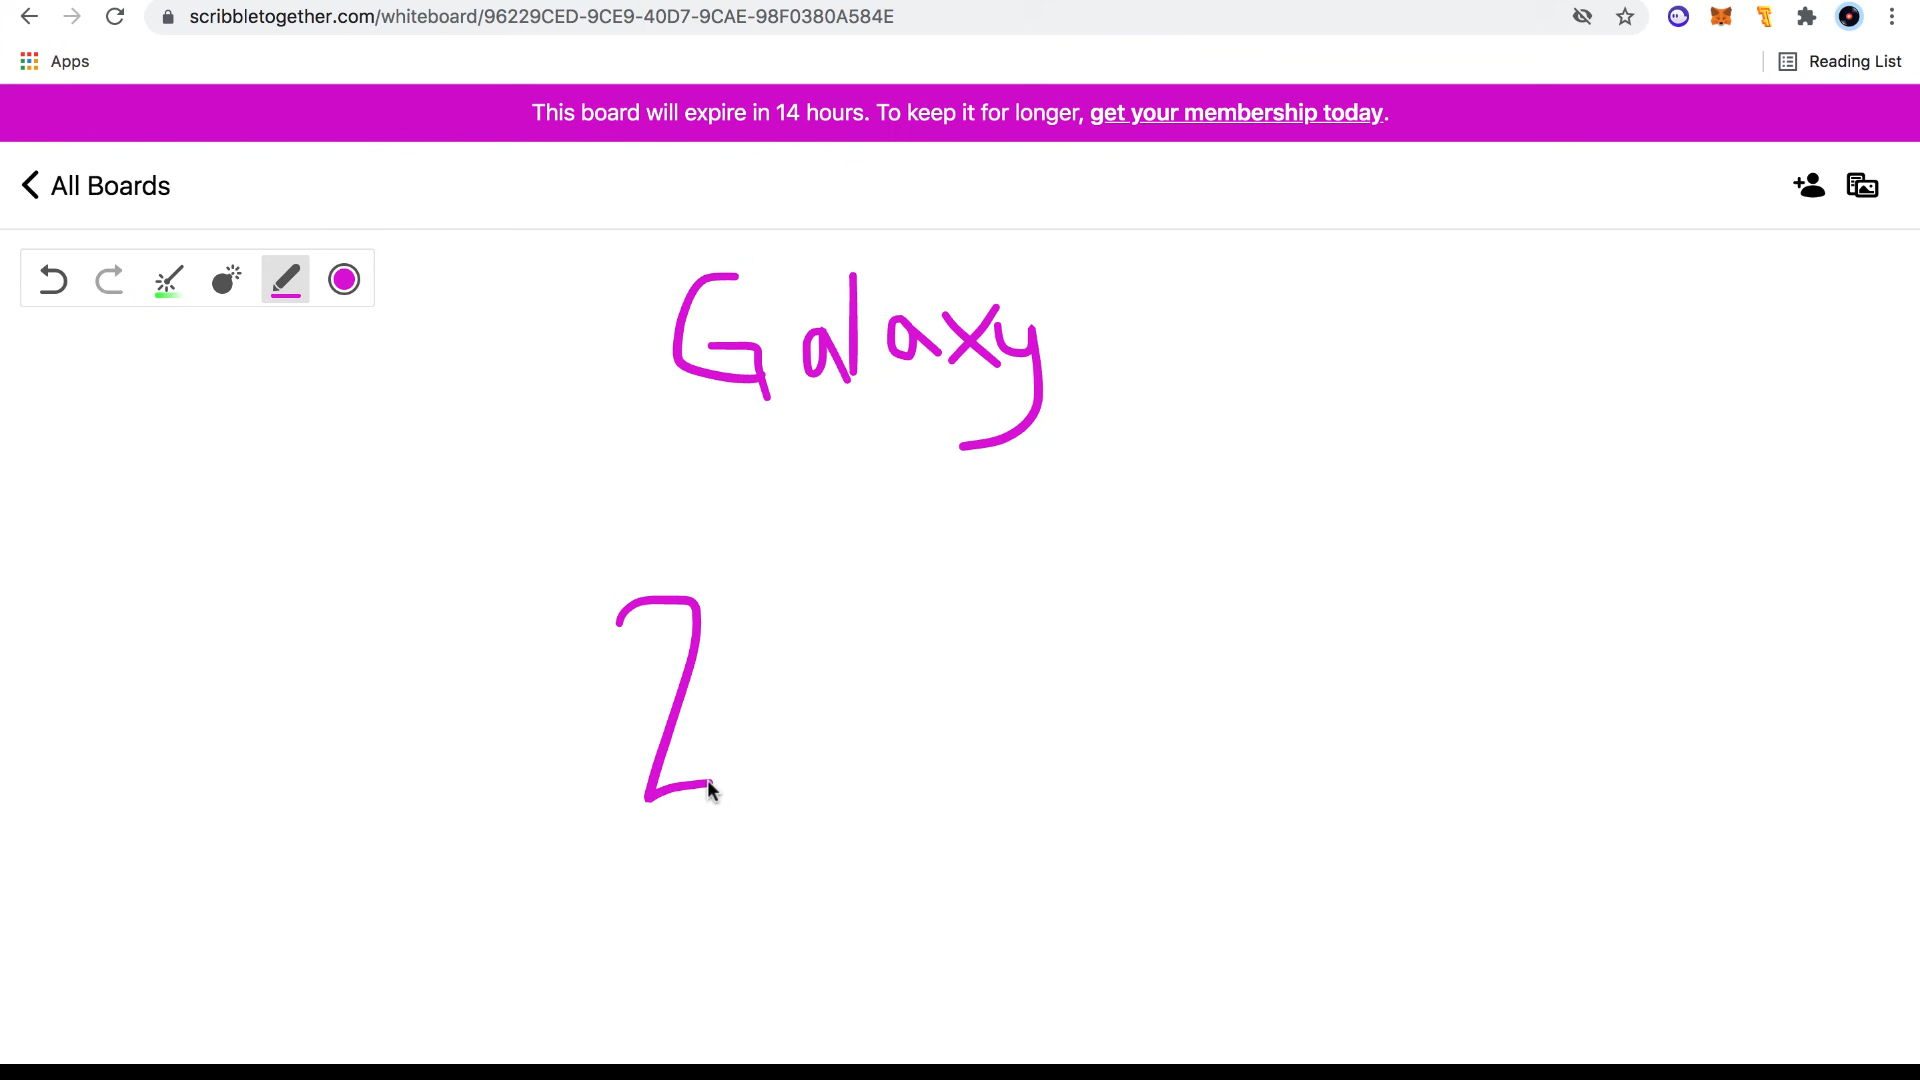 scribbletogether.com/whiteboard/96229CED-9CE9-40D7-9CAE-98F0380A584E
Apps
Reading List
This board will expire in 14 hours. To keep it for longer, get your membership today.
All Boards
Galaxy
2